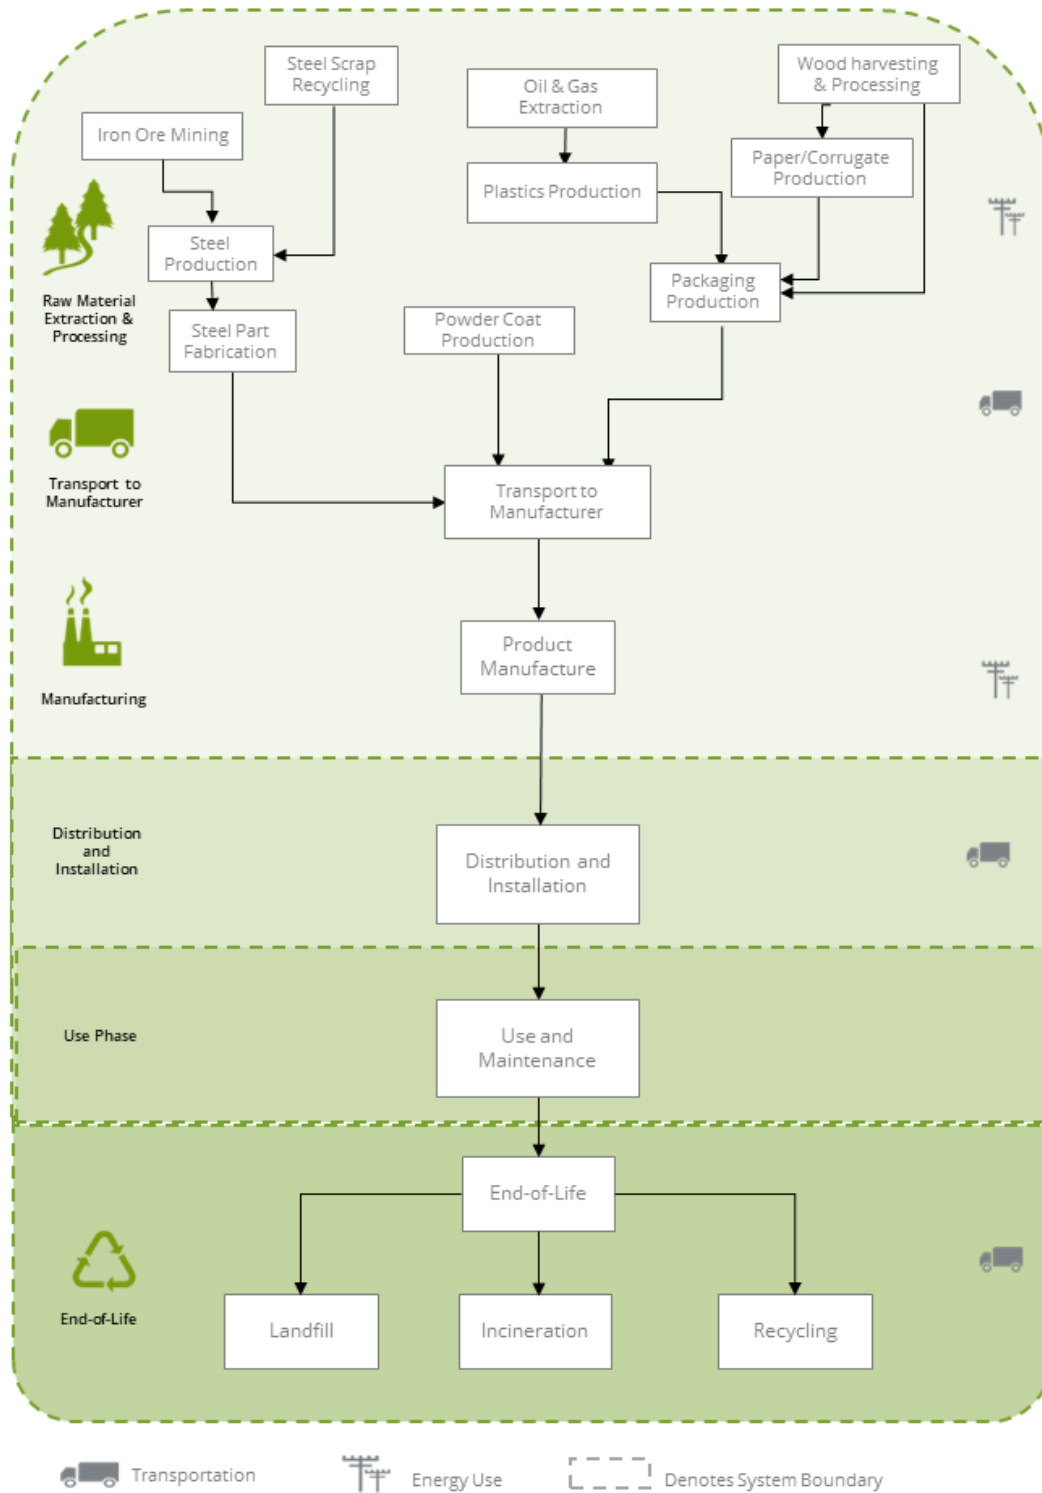 Steel Scrap
Recycling
Oil & Gas
Extraction
Wood harvesting
& Processing
Iron Ore Mining
Paper/Corrugate
Production
Plastics Production
Steel
Production
Packaging
Production
Raw Material
Extraction &
Processing
Steel Part
Fabrication
Powder Coat
Production
Transport to
Manufacturer
Transport to
Manufacturer
Product
Manufacture
Manufacturing
Distribution
and
Installation
Distribution and
Installation
Use Phase
Use and
Maintenance
End-of-Life
End-of-Life
Landfill
Incineration
Recycling
Transportation
Energy Use
Denotes System Boundary